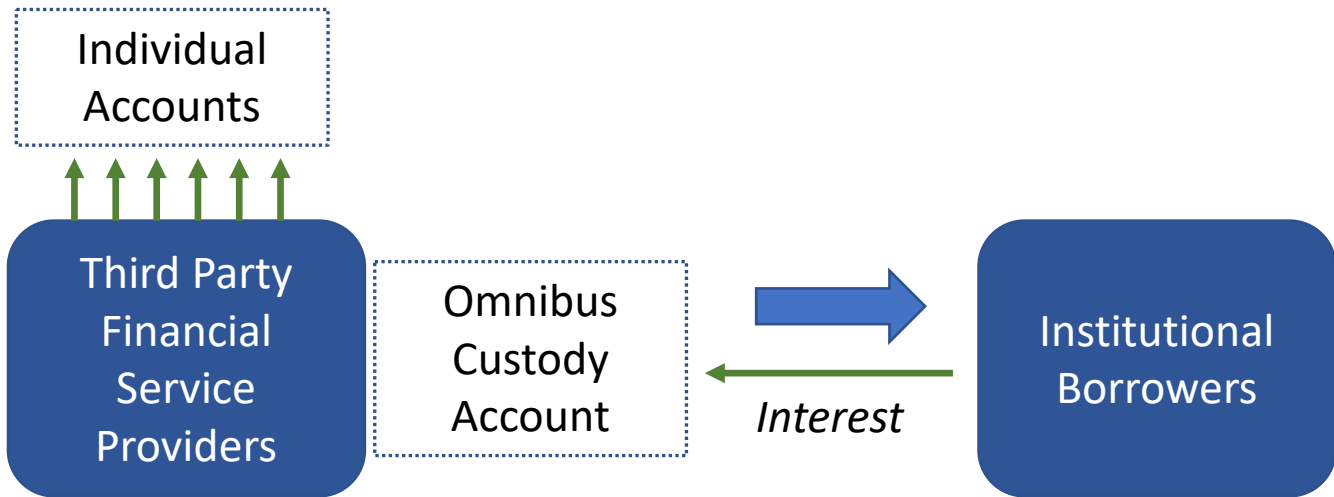 Individual
Accounts
Third Party
Financial
Service
Providers
Omnibus
Custody
Account
Interest
Institutional
Borrowers